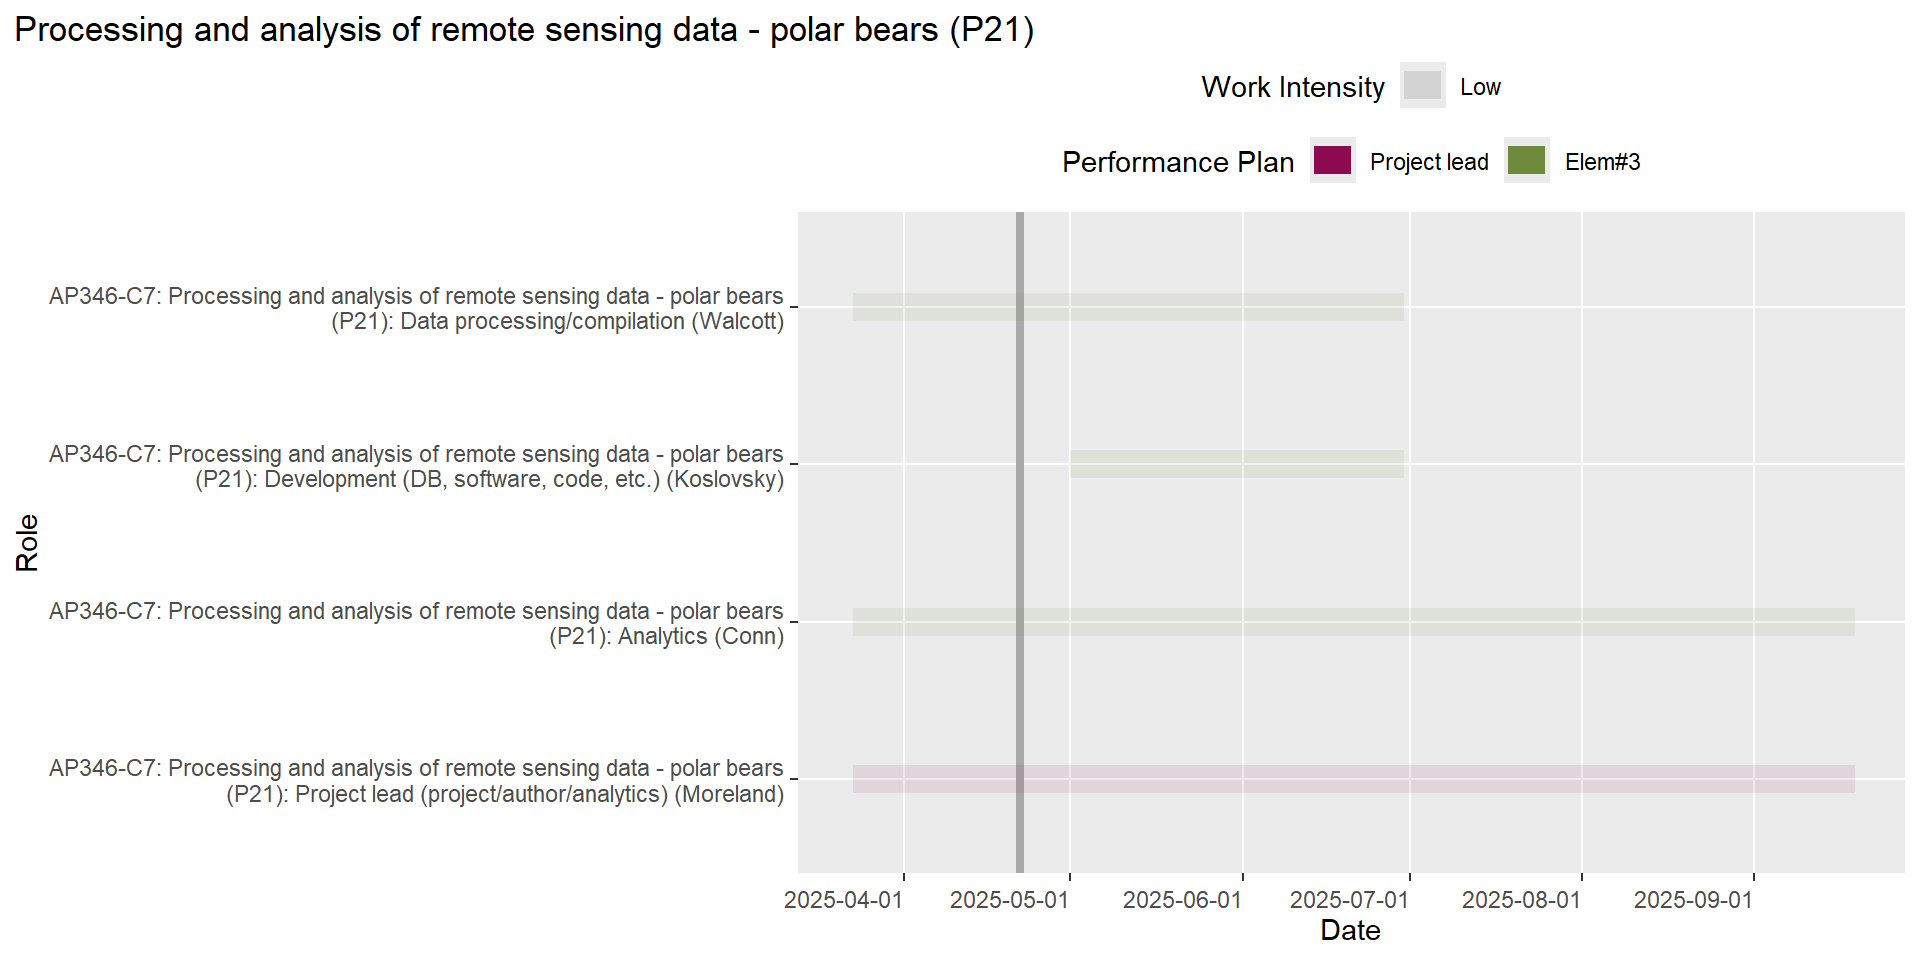 Processing and analysis of remote sensing data - polar bears (P21)
Work Intensity Low
Performance Plan Project lead Elem#3
AP346-C7: Processing and analysis of remote sensing data - polar bears
(P21): Data processing/compilation (Walcott)
AP346-C7: Processing and analysis of remote sensing data - polar bears
(P21): Development (DB, software, code, etc.) (Koslovsky)
Role
AP346-C7: Processing and analysis of remote sensing data - polar bears
(P21): Analytics (Conn)
AP346-C7: Processing and analysis of remote sensing data - polar bears
(P21): Project lead (project/author/analytics) (Moreland)
2025-04-01 2025-05-01 2025-06-01 2025-07-01 2025-08-01 2025-09-01
Date